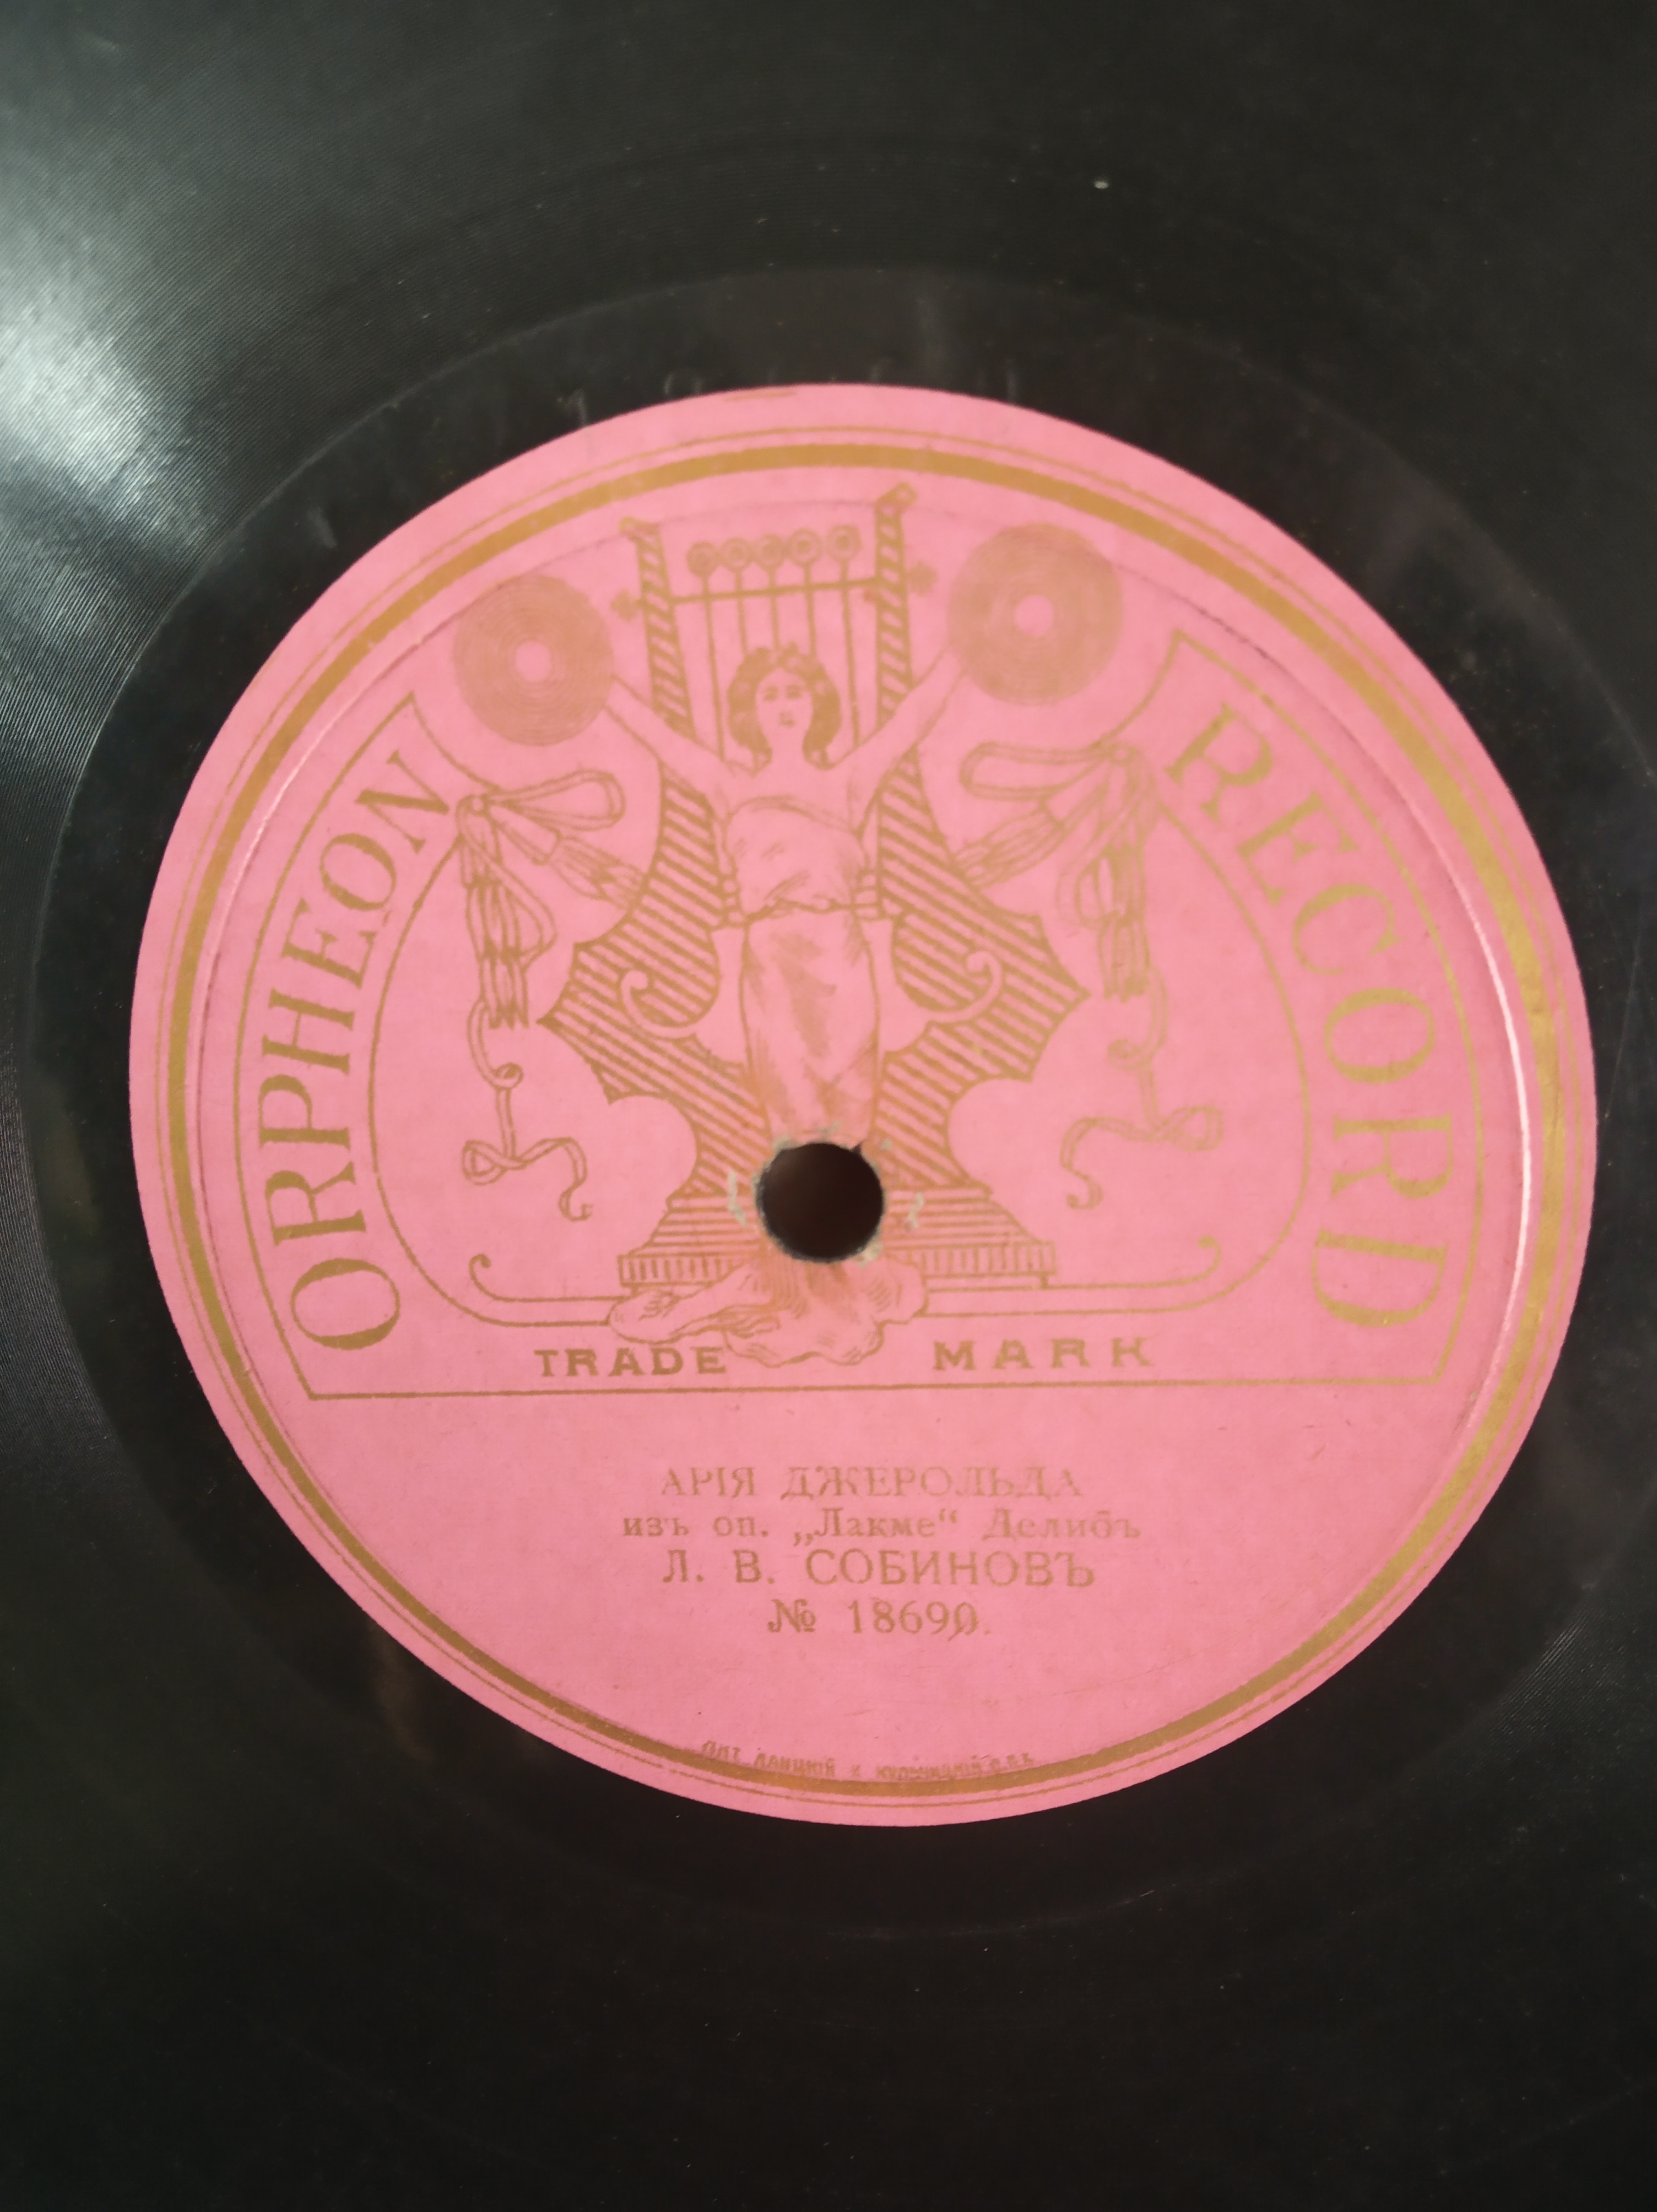 ORPHEON
RECORD
TRADE MARK
АРІЯ ДЖЕРОЛЬДА
изъ оп. „Лакме“ Делибъ
Л. В. СОБИНОВЪ
№ 18690.